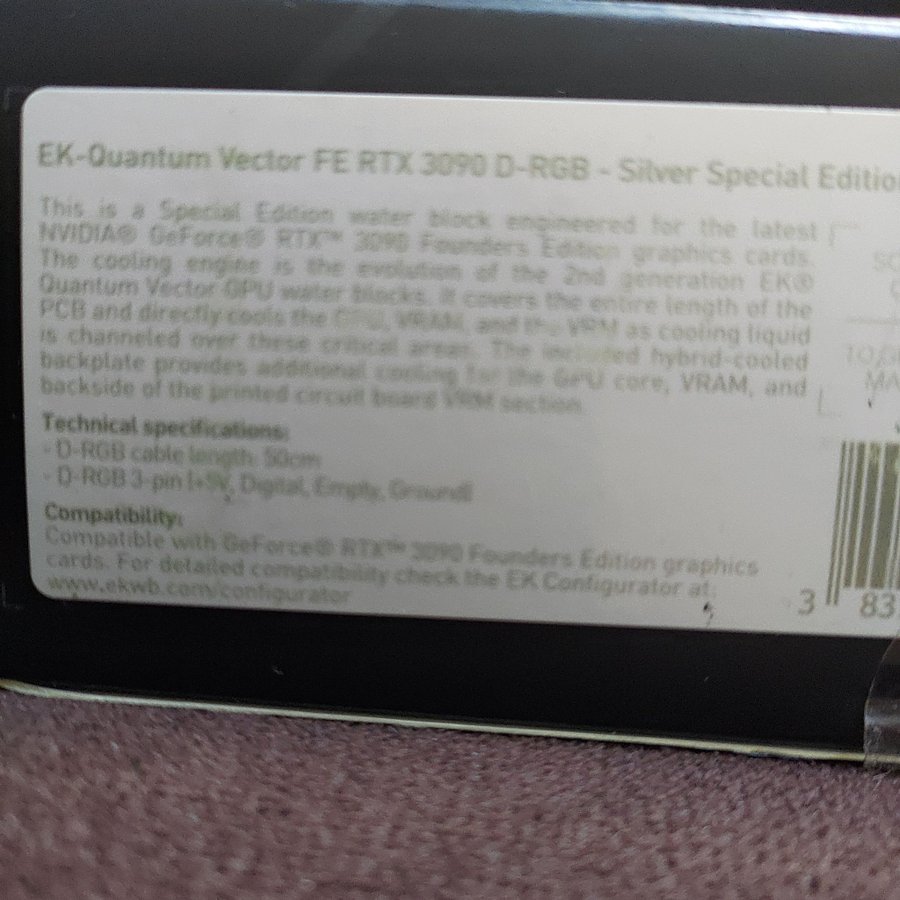 EK-Quantum Vector FE RTX 3090 D-RGB - Silver Special Editio
This is a Special Edition water block engineered for the latest
NVIDIA® GeForce® RTX™ 3090 Founders Edition graphics cards.
The cooling engine is the evolution of the 2nd generation EK®
Quantum Vector GPU water blocks. It covers the entire length of the
PCB and directly cools the GPU, VRAM, and the VRM as cooling liquid
is channeled over these critical areas. The included hybrid-cooled
backplate provides additional cooling for the GPU core, VRAM, and
backside of the printed circuit board VRM section.
Technical specifications:
- D-RGB cable length: 50cm
- D-RGB 3-pin (+5V, Digital, Empty, Ground)
Compatibility:
Compatible with GeForce® RTX™ 3090 Founders Edition graphics
cards. For detailed compatibility check the EK Configurator at:
www.ekwb.com/configurator
3 83